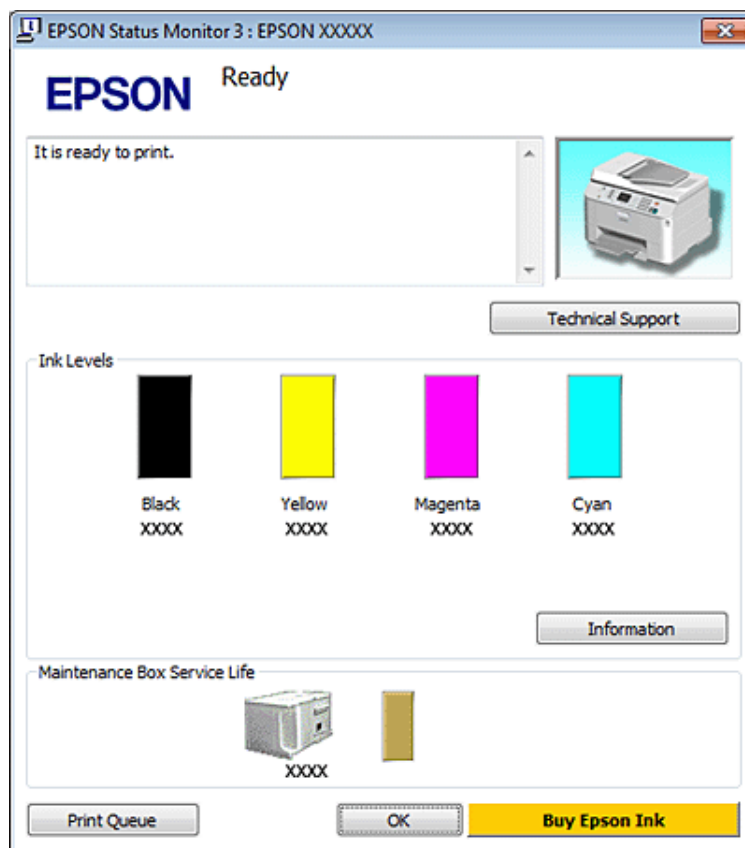 EPSON Status Monitor 3 : EPSON XXXXX
EPSON
Ready
It is ready to print.
Technical Support
Ink Levels
Black Yellow Magenta Cyan
XXXX XXXX XXXX XXXX
Information
Maintenance Box Service Life
XXXX
Print Queue OK Buy Epson Ink